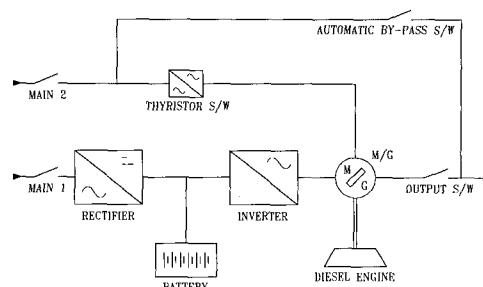 AUTOMATIC BY-PASS S/W
MAIN 2
THYRISTOR S/W
M/G
M
G
MAIN 1
RECTIFIER
INVERTER
OUTPUT S/W
BATTERY
DIESEL ENGINE